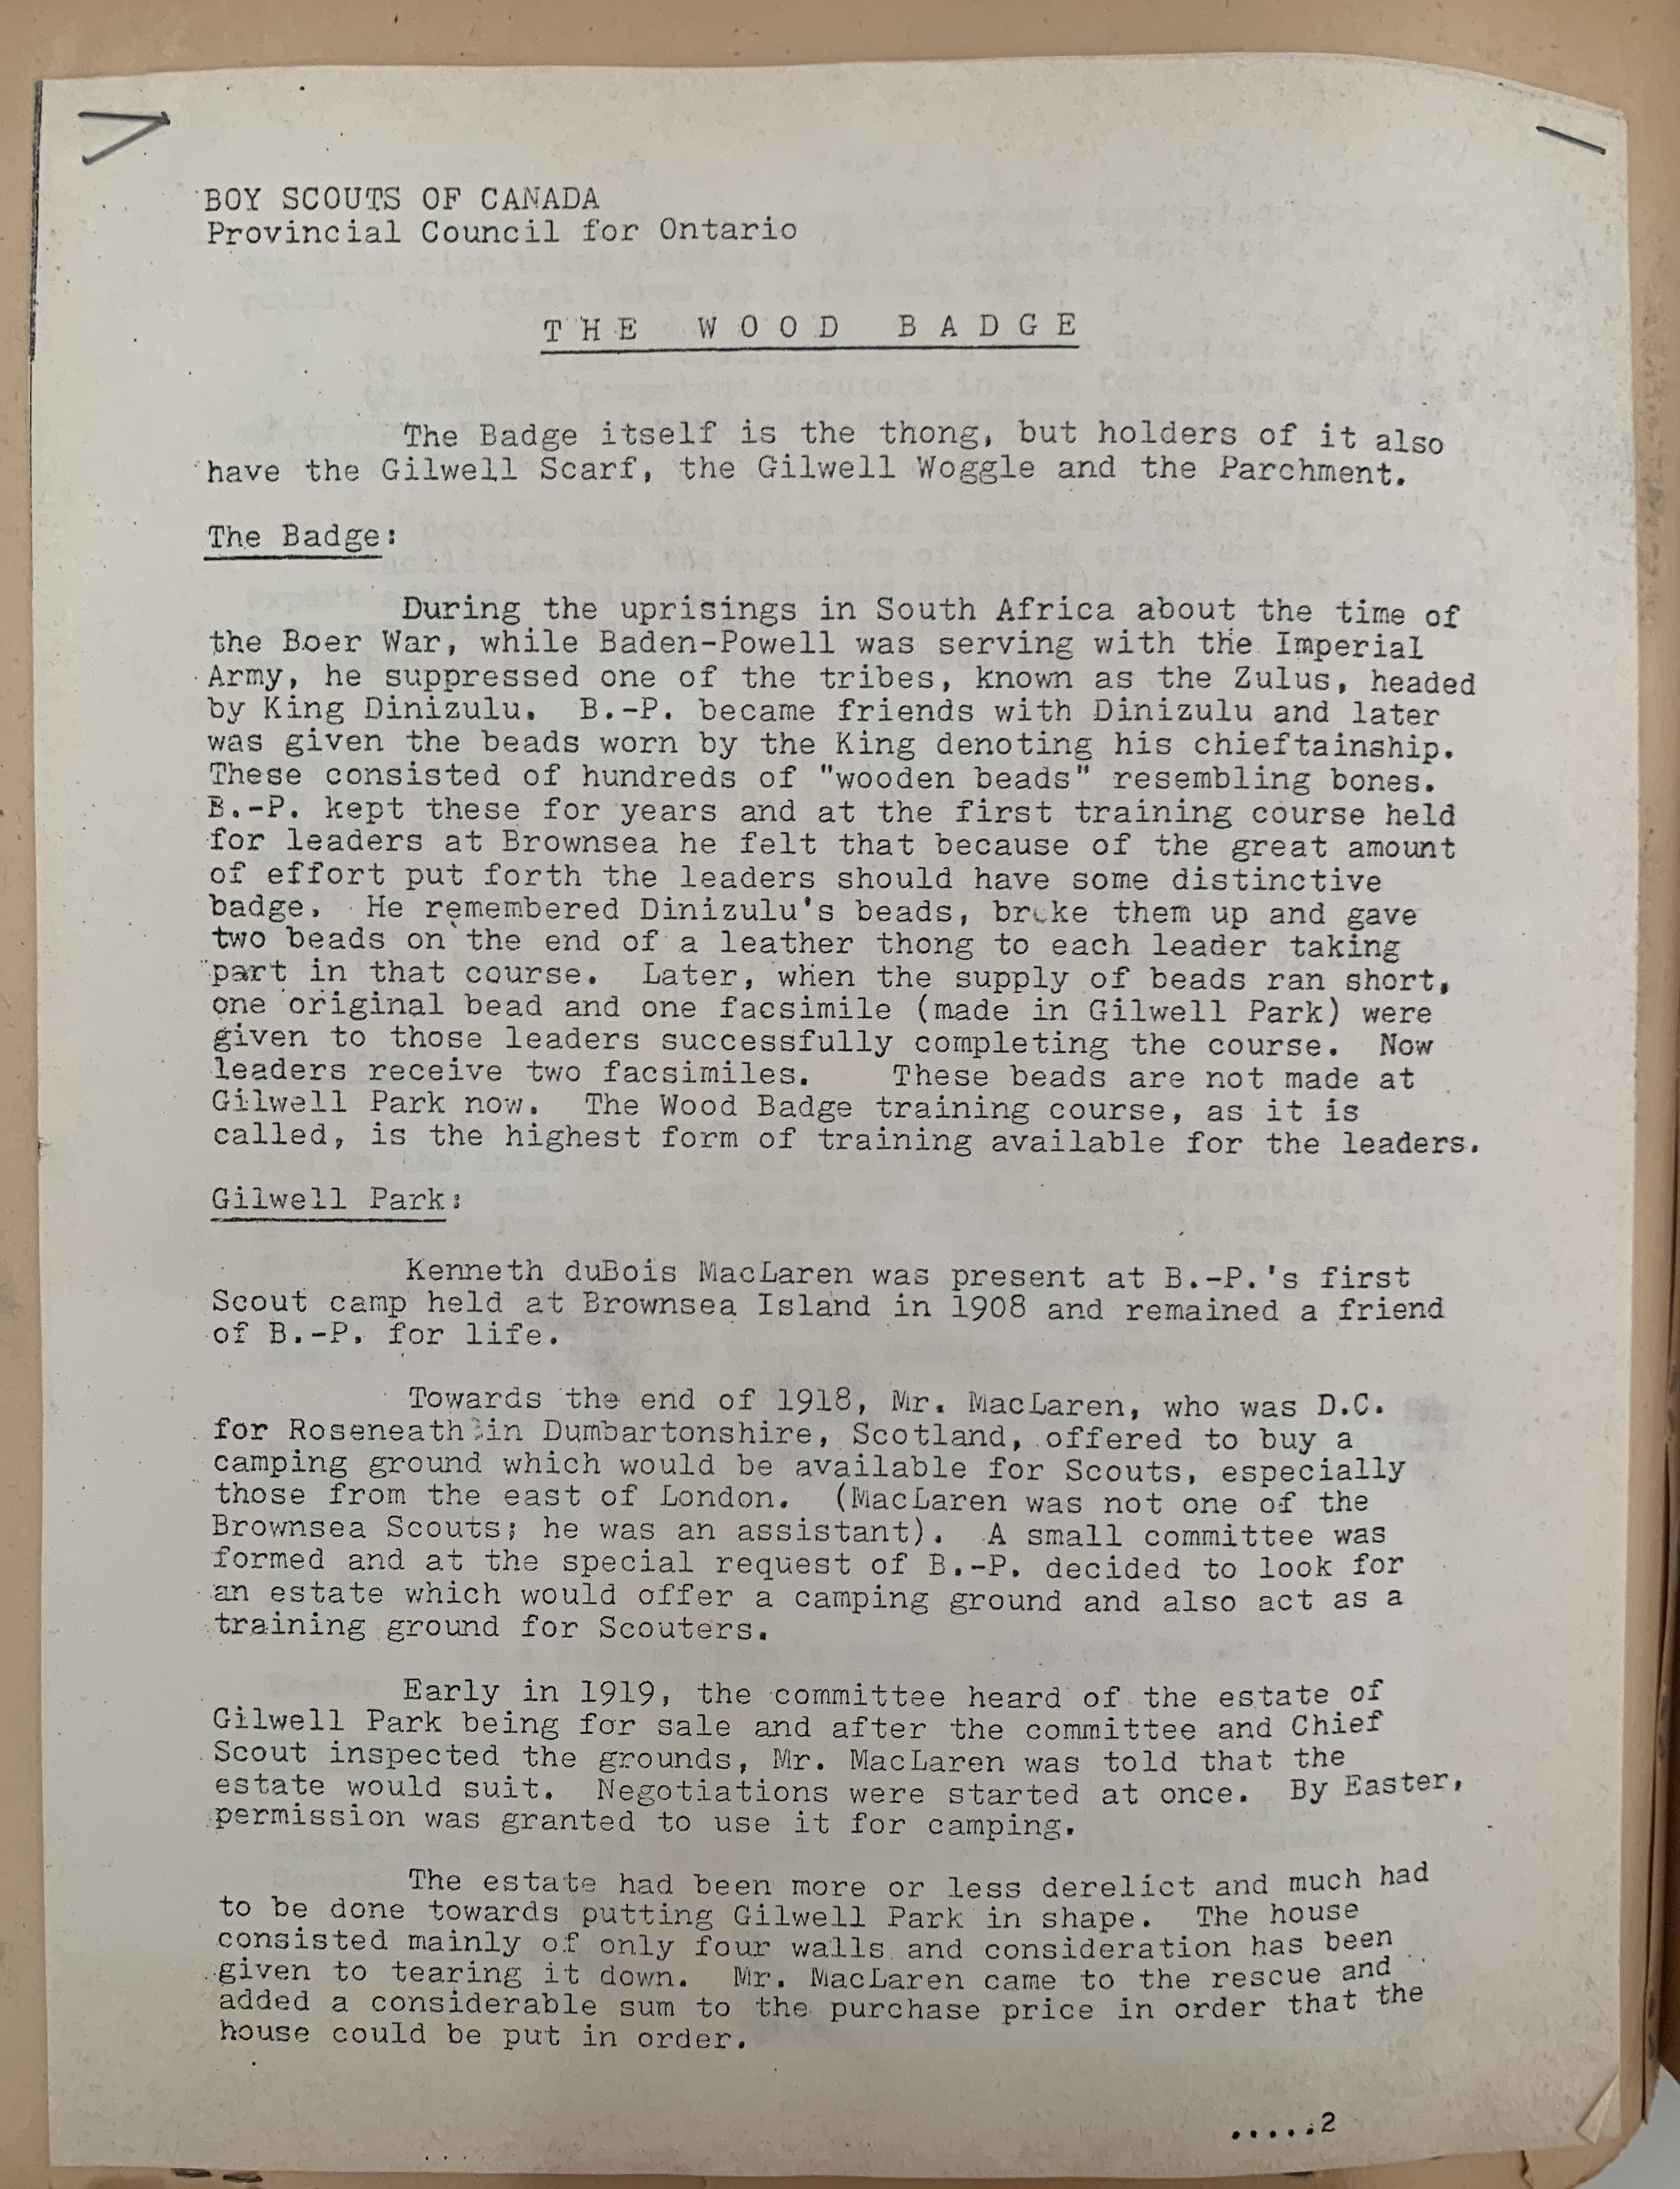 BOY SCOUTS OF CANADA
Provincial Council for Ontario
THE WOOD BADGE
The Badge itself is the thong, but holders of it also
have the Gilwell Scarf, the Gilwell Woggle and the Parchment.
The Badge:
During the uprisings in South Africa about the time of
the Boer War, while Baden-Powell was serving with the Imperial
Army, he suppressed one of the tribes, known as the Zulus, headed
by King Dinizulu. B.-P. became friends with Dinizulu and later
was given the beads worn by the King denoting his chieftainship.
These consisted of hundreds of "wooden beads" resembling bones.
B.-P. kept these for years and at the first training course held
for leaders at Brownsea he felt that because of the great amount
of effort put forth the leaders should have some distinctive
badge. He remembered Dinizulu's beads, broke them up and gave
two beads on the end of a leather thong to each leader taking
part in that course. Later, when the supply of beads ran short,
one original bead and one facsimile (made in Gilwell Park) were
given to those leaders successfully completing the course. Now
leaders receive two facsimiles. These beads are not made at
Gilwell Park now. The Wood Badge training course, as it is
called, is the highest form of training available for the leaders.
Gilwell Park:
Kenneth duBois MacLaren was present at B.-P.'s first
Scout camp held at Brownsea Island in 1908 and remained a friend
of B.-P. for life.
Towards the end of 1918, Mr. MacLaren, who was D.C.
for Roseneath in Dumbartonshire, Scotland, offered to buy a
camping ground which would be available for Scouts, especially
those from the east of London. (MacLaren was not one of the
Brownsea Scouts; he was an assistant). A small committee was
formed and at the special request of B.-P. decided to look for
an estate which would offer a camping ground and also act as a
training ground for Scouters.
Early in 1919, the committee heard of the estate of
Gilwell Park being for sale and after the committee and Chief
Scout inspected the grounds, Mr. MacLaren was told that the
estate would suit. Negotiations were started at once. By Easter,
permission was granted to use it for camping.
The estate had been more or less derelict and much had
to be done towards putting Gilwell Park in shape. The house
consisted mainly of only four walls and consideration has been
given to tearing it down. Mr. MacLaren came to the rescue and
added a considerable sum to the purchase price in order that the
house could be put in order.
.....2